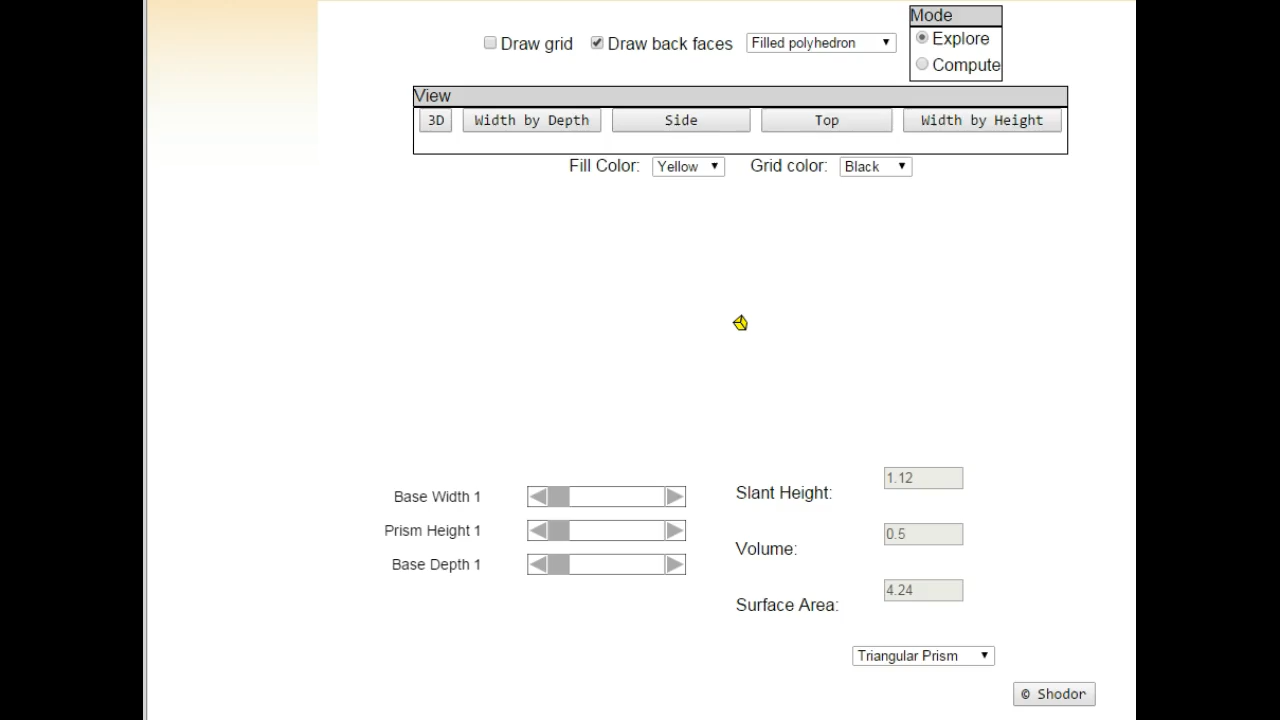 Mode
Draw grid Draw back faces Filled polyhedron Explore
Compute
View
3D Width by Depth Side Top Width by Height
Fill Color: Yellow Grid color: Black
Slant Height: 1.12
Base Width 1
Prism Height 1
Volume: 0.5
Base Depth 1
Surface Area: 4.24
Triangular Prism
© Shodor